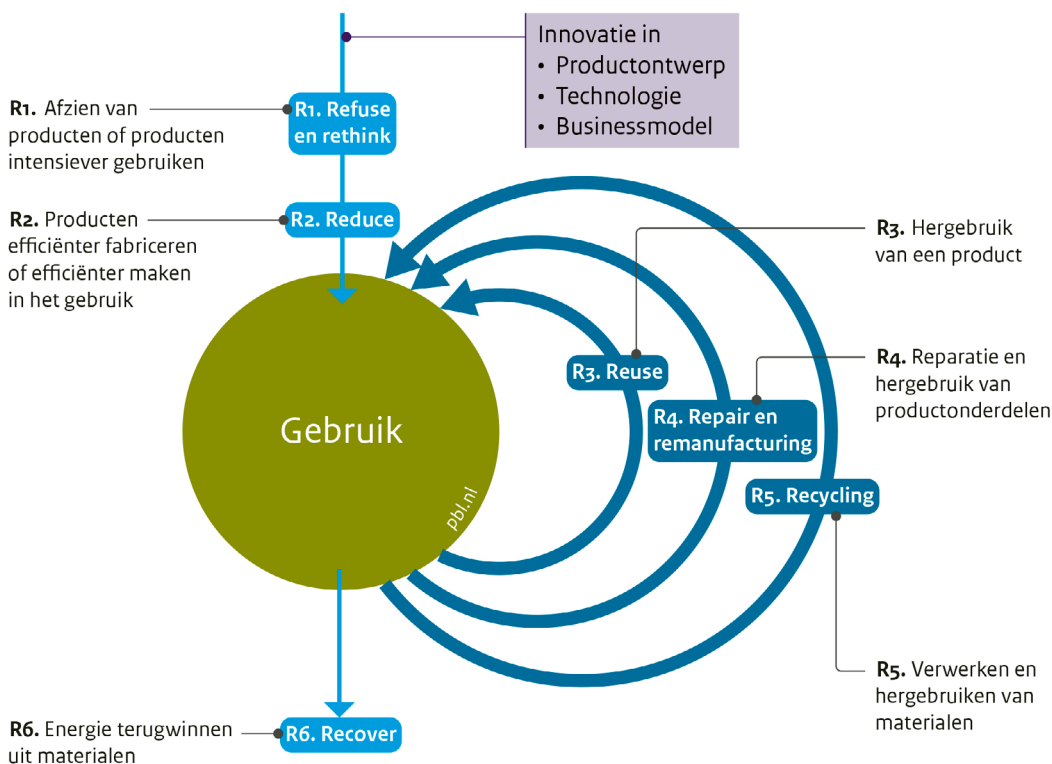 Innovatie in
• Productontwerp
• Technologie
• Businessmodel
R1. Afzien van
producten of producten
intensiever gebruiken
R1. Refuse
en rethink
R2. Producten
efficiënter fabriceren
of efficiënter maken
in het gebruik
R2. Reduce
R3. Hergebruik
van een product
R3. Reuse
R4. Reparatie en
hergebruik van
productonderdelen
R4. Repair en
remanufacturing
Gebruik
pbl.nl
R5. Recycling
R5. Verwerken en
hergebruiken van
materialen
R6. Energie terugwinnen
uit materialen
R6. Recover